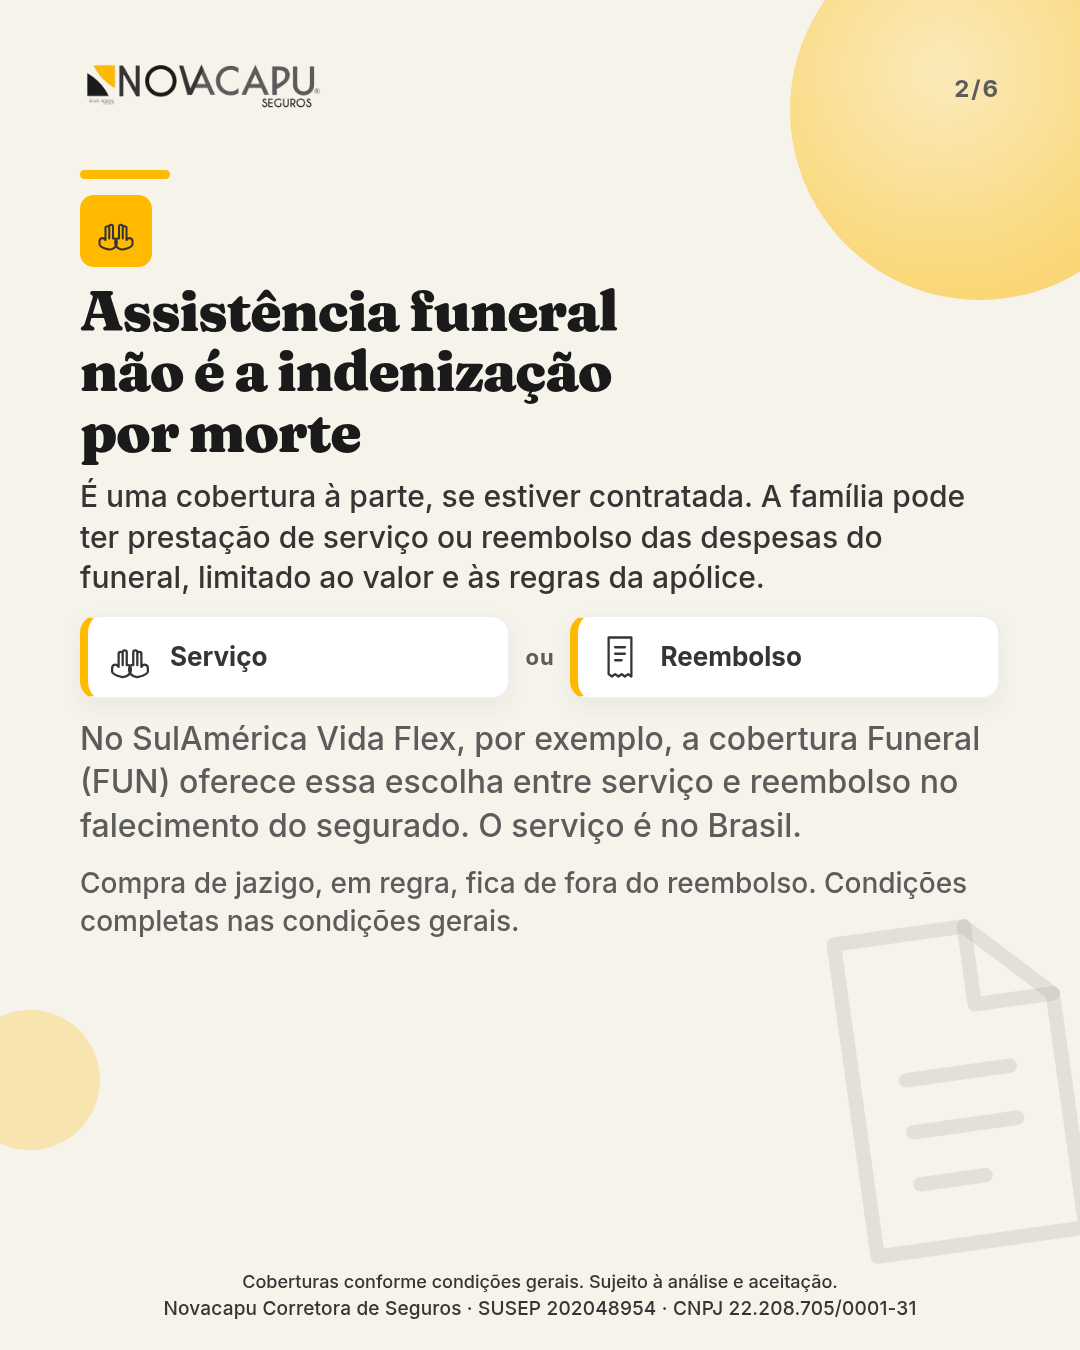 NOVACAPU®
desde 1995
SEGUROS
2/6
Assistência funeral
não é a indenização
por morte
É uma cobertura à parte, se estiver contratada. A família pode
ter prestação de serviço ou reembolso das despesas do
funeral, limitado ao valor e às regras da apólice.
Serviço
ou
Reembolso
No SulAmérica Vida Flex, por exemplo, a cobertura Funeral
(FUN) oferece essa escolha entre serviço e reembolso no
falecimento do segurado. O serviço é no Brasil.
Compra de jazigo, em regra, fica de fora do reembolso. Condições
completas nas condições gerais.
Coberturas conforme condições gerais. Sujeito à análise e aceitação.
Novacapu Corretora de Seguros · SUSEP 202048954 · CNPJ 22.208.705/0001-31